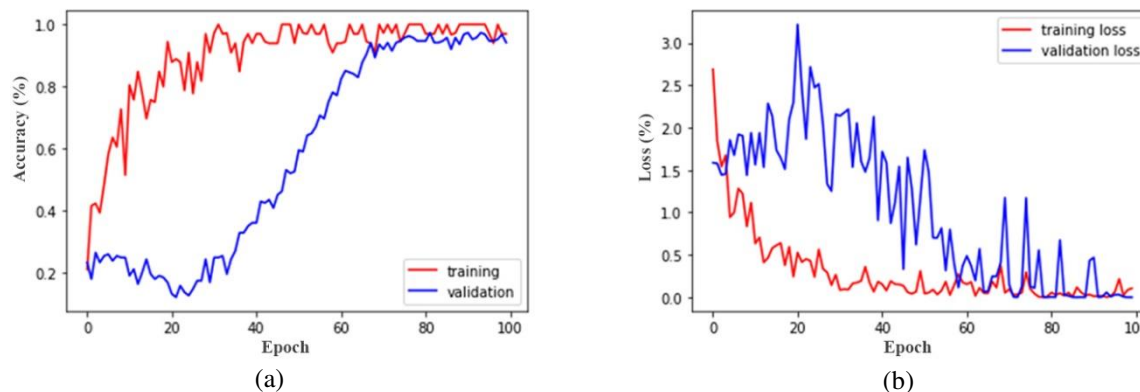 1.0
0.8
0.6
0.4
0.2
Accuracy (%)
0 20 40 60 80 100
Epoch
training
validation
(a)
3.0
2.5
2.0
1.5
1.0
0.5
0.0
Loss (%)
0 20 40 60 80 100
Epoch
training loss
validation loss
(b)